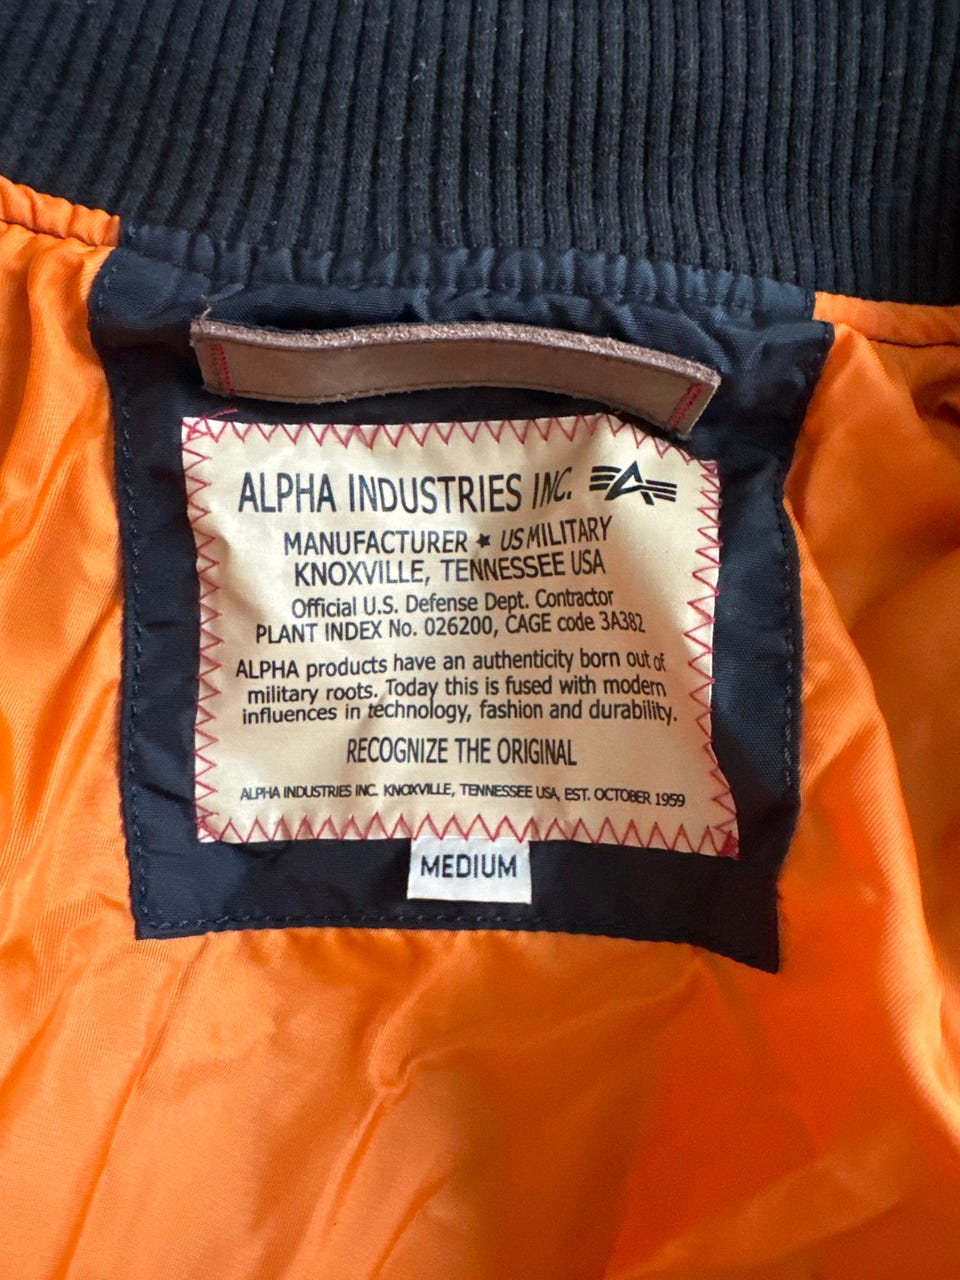 ALPHA INDUSTRIES INC.
MANUFACTURER ★ US MILITARY
KNOXVILLE, TENNESSEE USA
Official U.S. Defense Dept. Contractor
PLANT INDEX No. 026200, CAGE code 3A382
ALPHA products have an authenticity born out of
military roots. Today this is fused with modern
influences in technology, fashion and durability.
RECOGNIZE THE ORIGINAL
ALPHA INDUSTRIES INC. KNOXVILLE, TENNESSEE USA, EST. OCTOBER 1959
MEDIUM